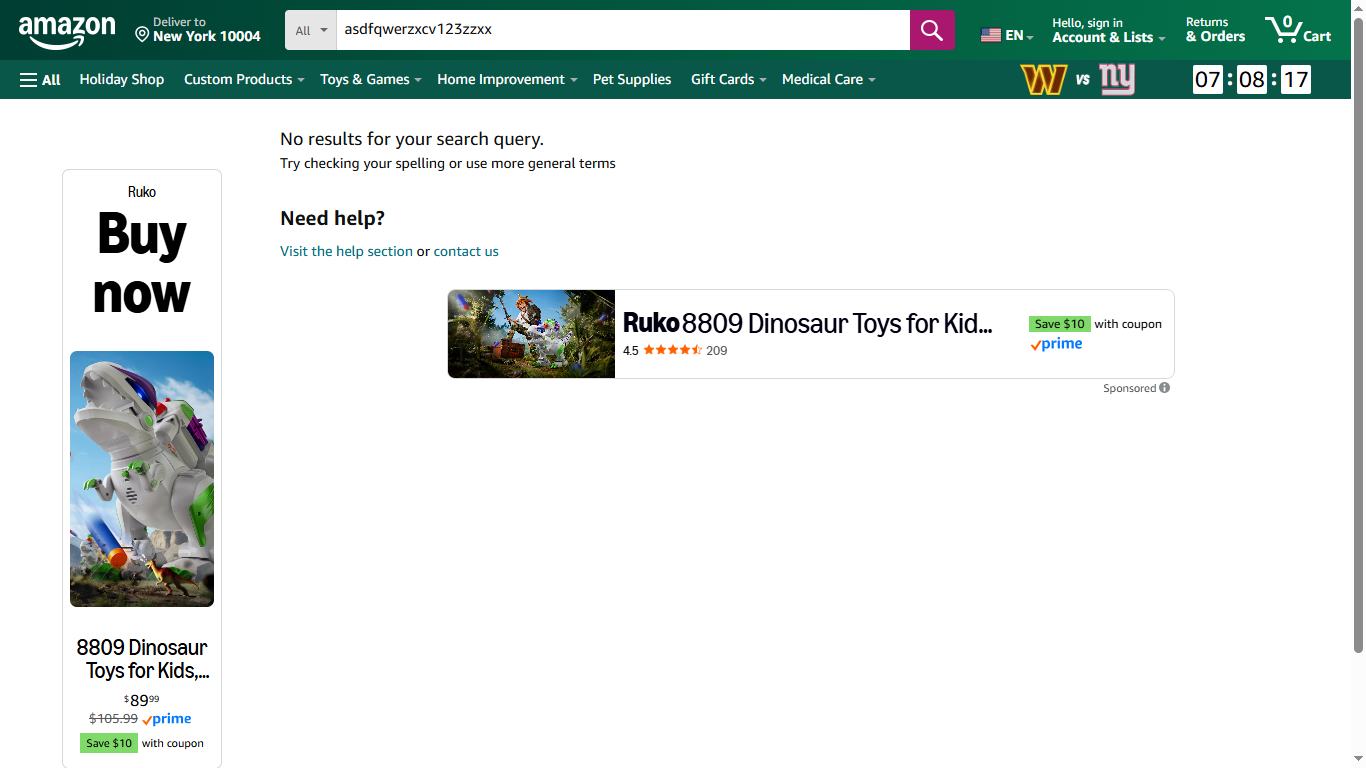 amazon
Deliver to
New York 10004
All
asdfqwerzxcv123zzxx
EN
Hello, sign in
Account & Lists
Returns
& Orders
0
Cart
All
Holiday Shop
Custom Products
Toys & Games
Home Improvement
Pet Supplies
Gift Cards
Medical Care
W
VS
ny
07 : 08 : 17
No results for your search query.
Try checking your spelling or use more general terms
Need help?
Visit the help section or contact us
Ruko
Buy
now
8809 Dinosaur
Toys for Kids,...
$89.99
$105.99 prime
Save $10 with coupon
Ruko 8809 Dinosaur Toys for Kid...
4.5 209
Save $10 with coupon
prime
Sponsored